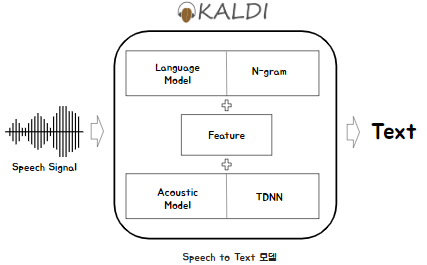 KALDI
Language
Model
N-gram
Feature
Speech Signal
Text
Acoustic
Model
TDNN
Speech to Text 모델